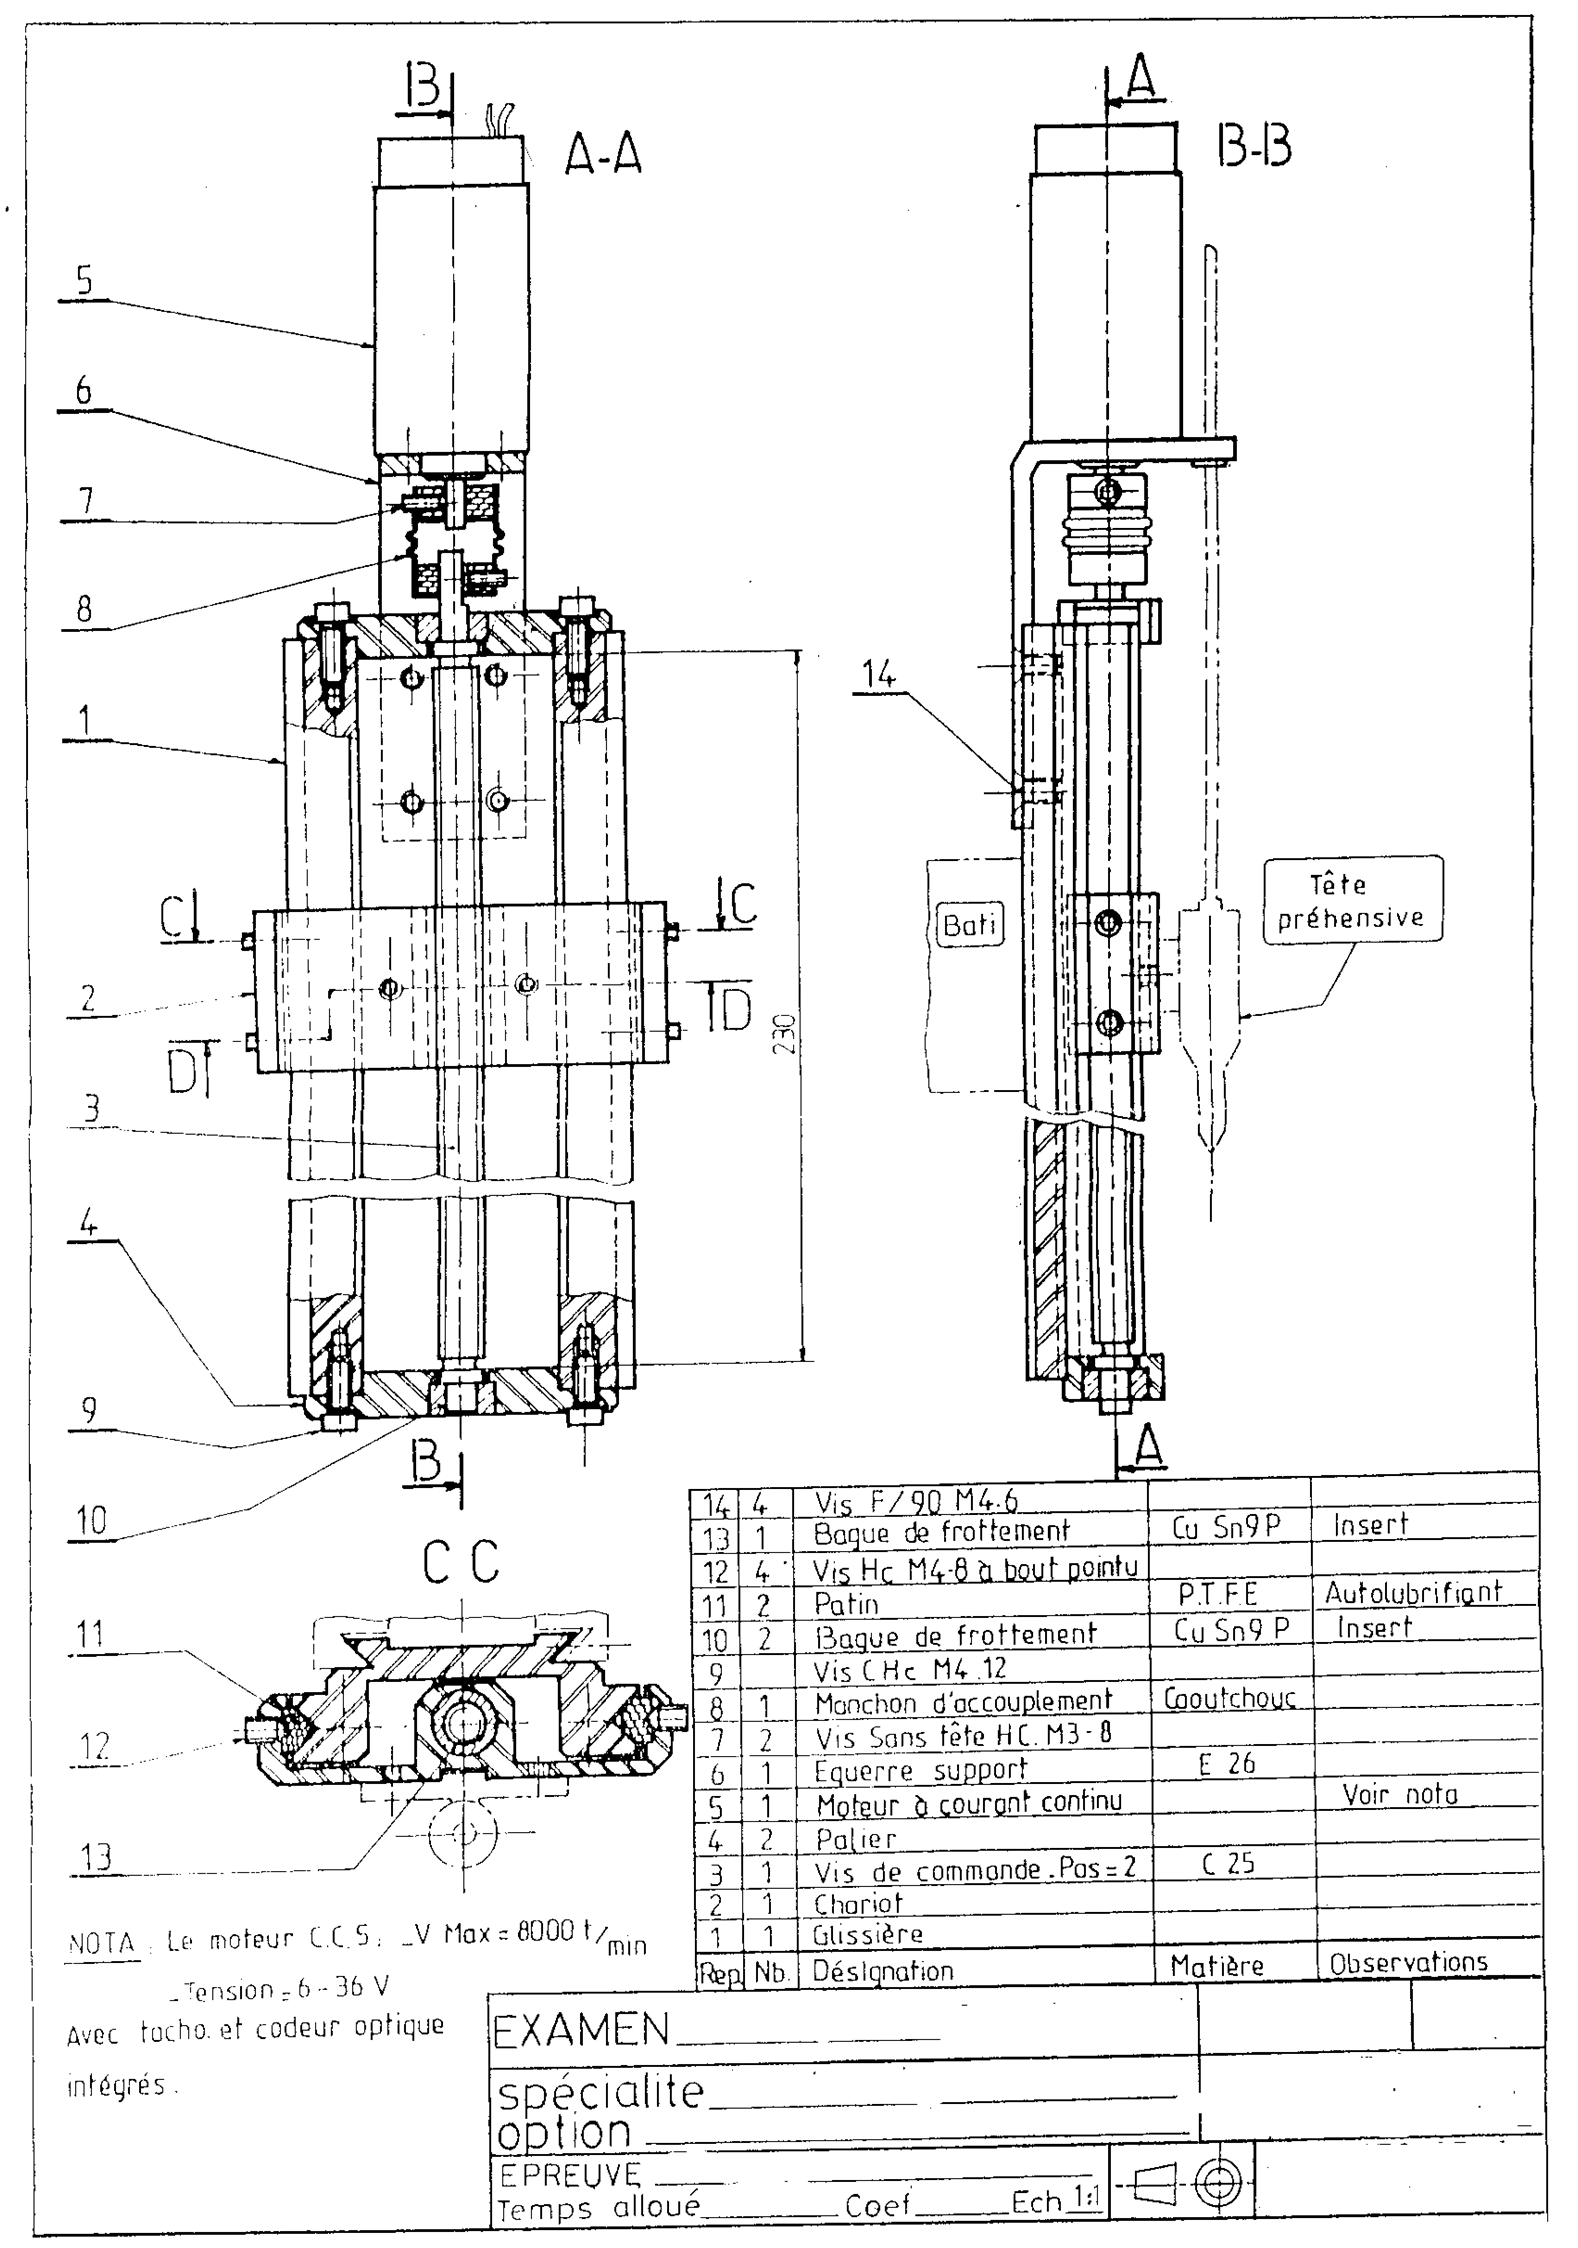 B
A-A
A
B-B
5
6
7
8
1
14
C
C
2
D
D
230
Bati
Tête
préhensive
3
4
9
10
B
A
C C
11
12
13
14 4 Vis F/90 M4.6
13 1 Bague de frottement Cu Sn9P Insert
12 4 Vis Hc M4-8 à bout pointu
11 2 Patin P.T.F.E Autolubrifiant
10 2 Bague de frottement Cu Sn9 P Insert
9 Vis CHc M4.12
8 1 Manchon d'accouplement Caoutchouc
7 2 Vis Sans tête HC. M3-8
6 1 Equerre support E 26
5 1 Moteur à courant continu Voir nota
4 2 Palier
3 1 Vis de commande.Pas=2 C 25
2 1 Chariot
1 1 Glissière
Rep Nb. Désignation Matière Observations
NOTA : Le moteur C.C.5: _V Max = 8000 t/min
_Tension = 6-36 V
Avec tacho. et codeur optique
intégrés.
EXAMEN
spécialite
option
EPREUVE
Temps alloué Coef Ech 1:1